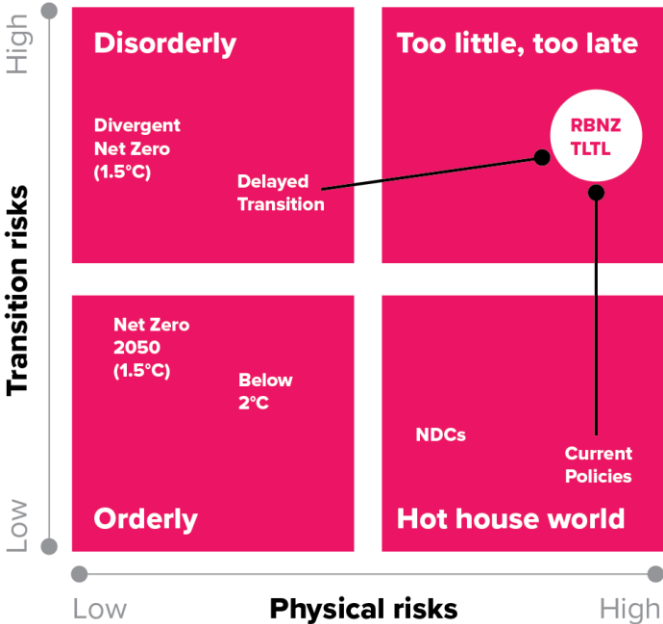 High
Transition risks
Low
Disorderly
Divergent
Net Zero
(1.5°C)
Delayed
Transition
Too little, too late
RBNZ
TLTL
Net Zero
2050
(1.5°C)
Below
2°C
Orderly
NDCs
Current
Policies
Hot house world
Low
Physical risks
High